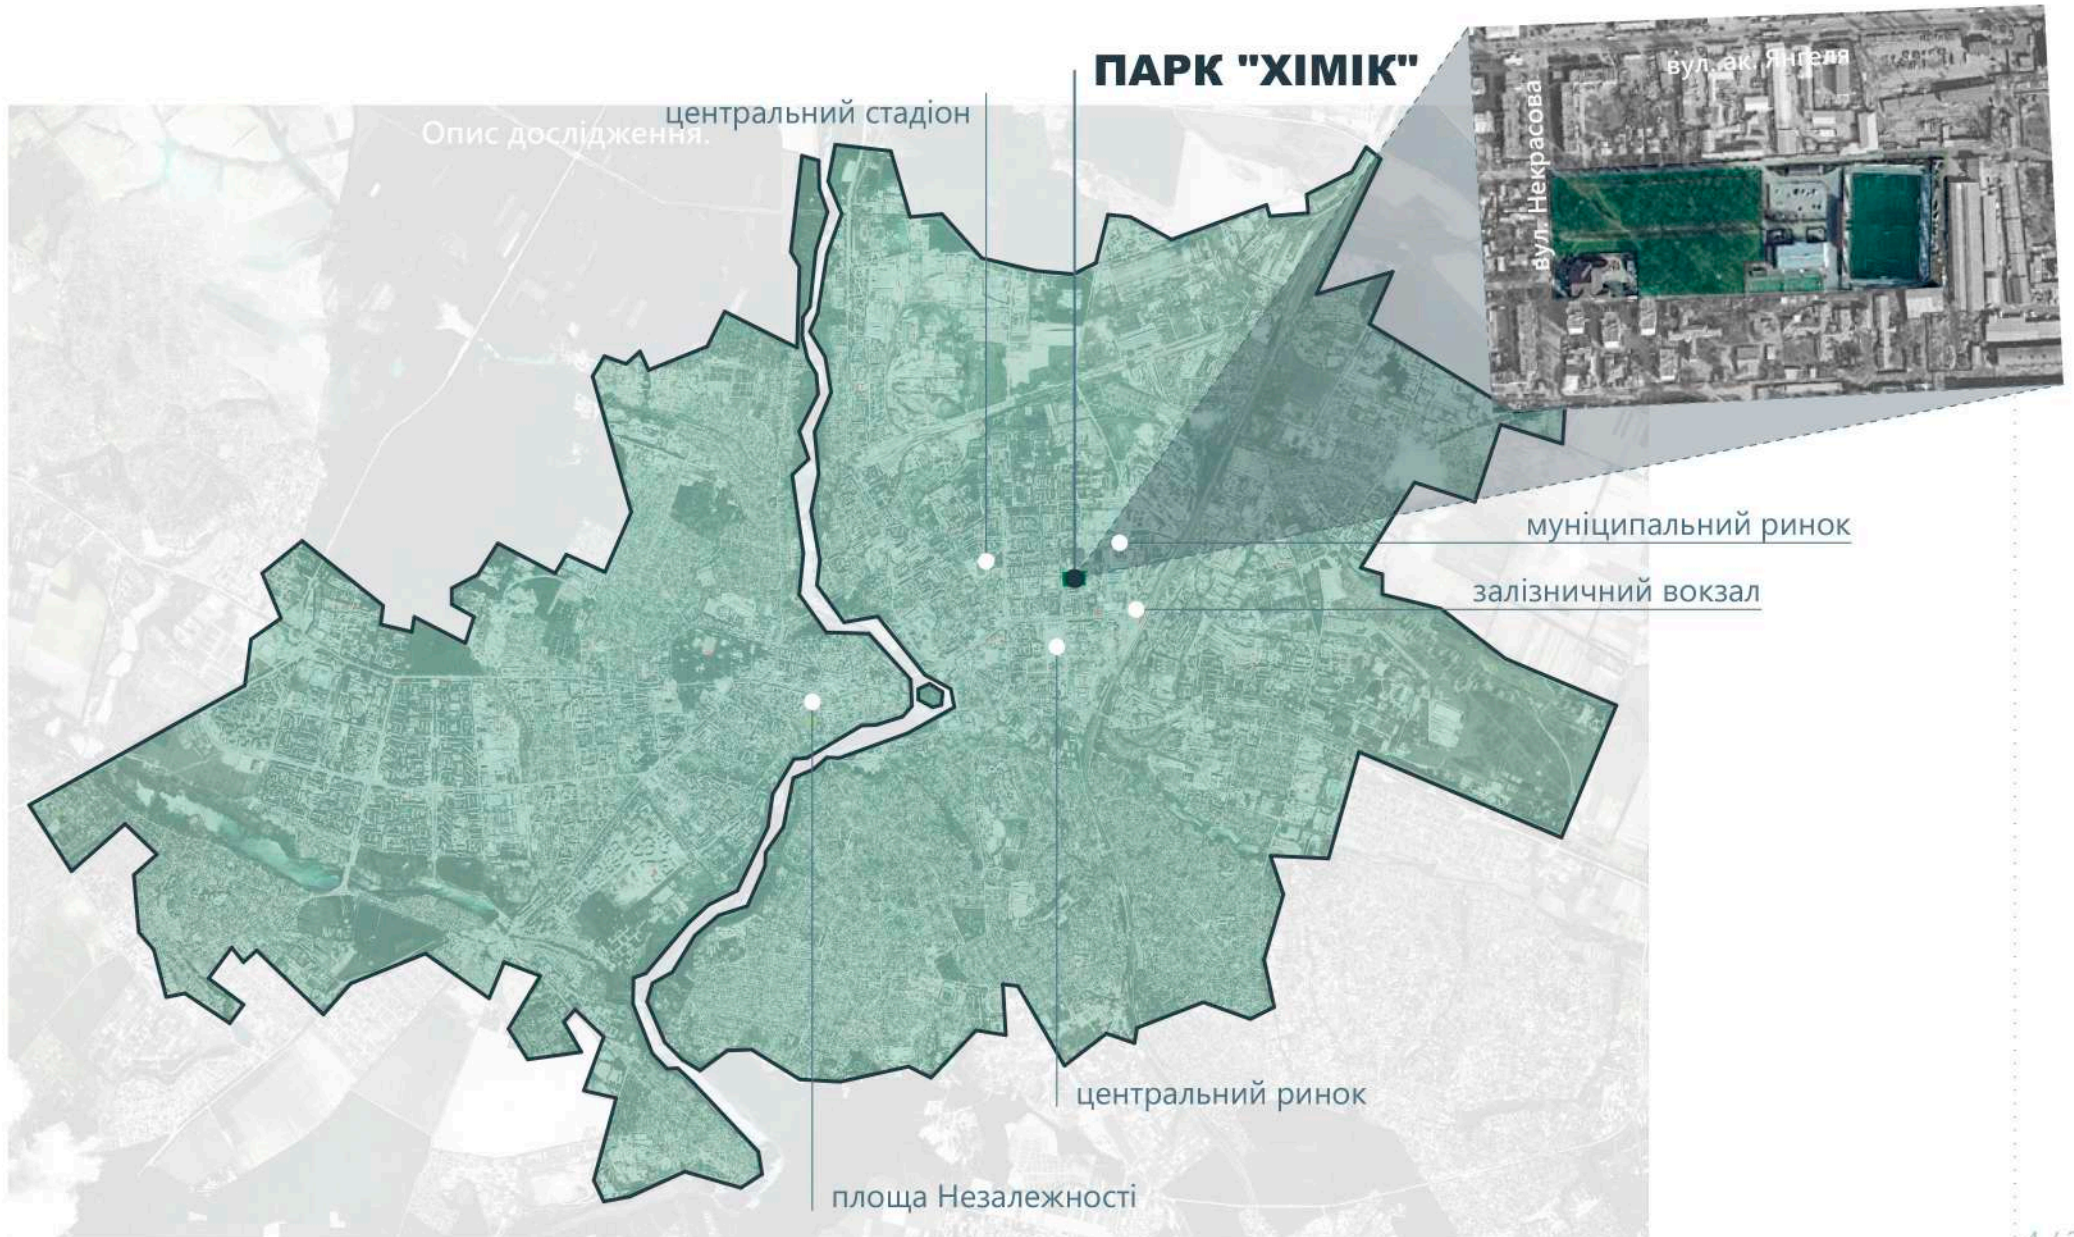 ПАРК "ХІМІК"
центральний стадіон
Опис дослідження.
вул. ак. Янгеля
вул. Некрасова
муніципальний ринок
залізничний вокзал
центральний ринок
площа Незалежності